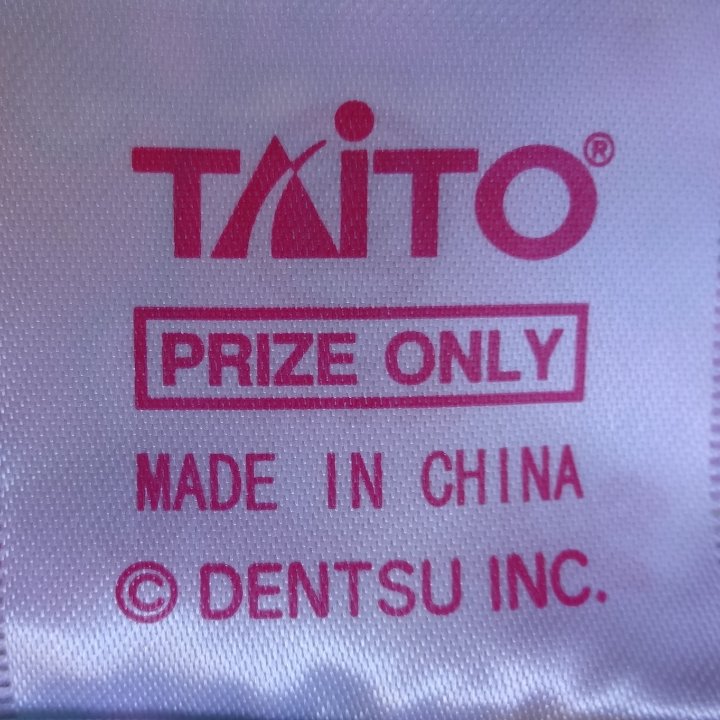 TAITO®
PRIZE ONLY
MADE IN CHINA
© DENTSU INC.